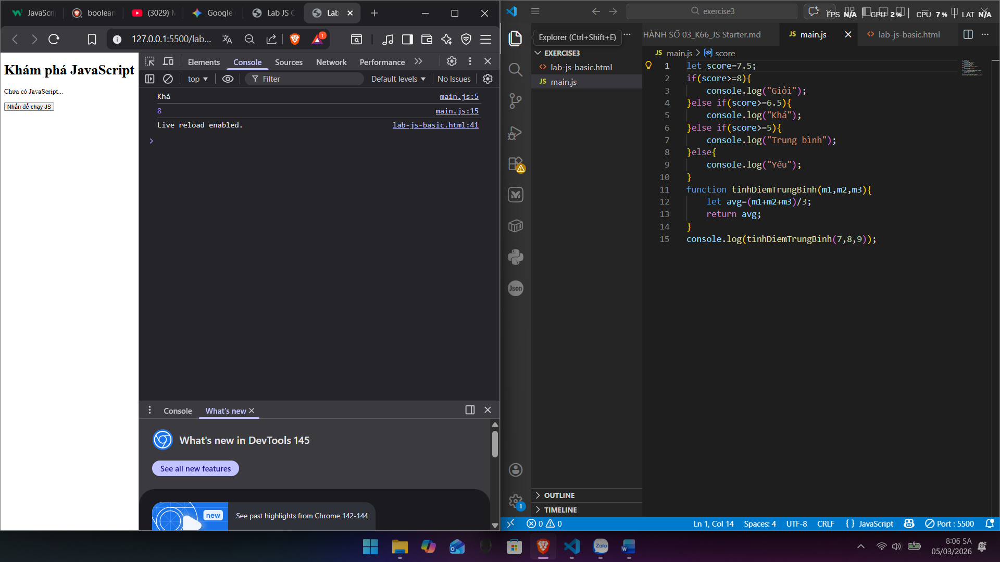 JavaScri
boolean
(3029) M
Google
Lab JS C
Lab
127.0.0.1:5500/lab...
1
Khám phá JavaScript
Chưa có JavaScript...
Nhấn để chạy JS
Elements
Console
Sources
Network
Performance
top
Filter
Default levels
No Issues
Khá
main.js:5
8
main.js:15
Live reload enabled.
lab-js-basic.html:41
Console
What's new
What's new in DevTools 145
See all new features
new
See past highlights from Chrome 142-144
exercise3
FPS N/A
GPU 2%
CPU 7%
LAT N/A
Explorer (Ctrl+Shift+E)
HÀNH SỐ 03_K66_JS Starter.md
JS main.js
lab-js-basic.html
EXERCISE3
lab-js-basic.html
JS main.js
JS main.js
score
1 let score=7.5;
2 if(score>=8){
3 console.log("Giỏi");
4 }else if(score>=6.5){
5 console.log("Khá");
6 }else if(score>=5){
7 console.log("Trung bình");
8 }else{
9 console.log("Yếu");
10 }
11 function tinhDiemTrungBinh(m1,m2,m3){
12 let avg=(m1+m2+m3)/3;
13 return avg;
14 }
15 console.log(tinhDiemTrungBinh(7,8,9));
Json
1
OUTLINE
TIMELINE
0 0
Ln 1, Col 14
Spaces: 4
UTF-8
CRLF
{ } JavaScript
Port : 5500
Zalo
8:06 SA
05/03/2026